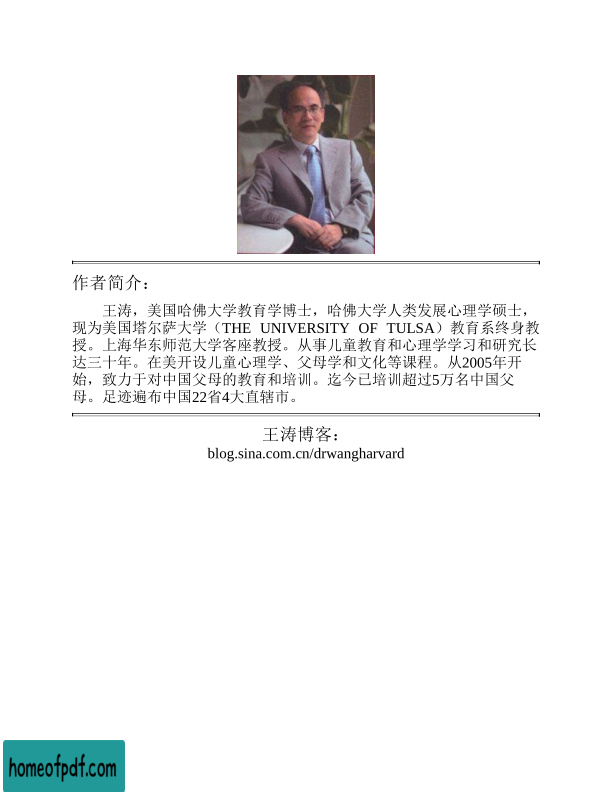 作者简介：
王涛，美国哈佛大学教育学博士，哈佛大学人类发展心理学硕士，
现为美国塔尔萨大学（THE UNIVERSITY OF TULSA）教育系终身教
授。上海华东师范大学客座教授。从事儿童教育和心理学学习和研究长
达三十年。在美开设儿童心理学、父母学和文化等课程。从2005年开
始，致力于对中国父母的教育和培训。迄今已培训超过5万名中国父
母。足迹遍布中国22省4大直辖市。
王涛博客：
blog.sina.com.cn/drwangharvard
homeofpdf.com